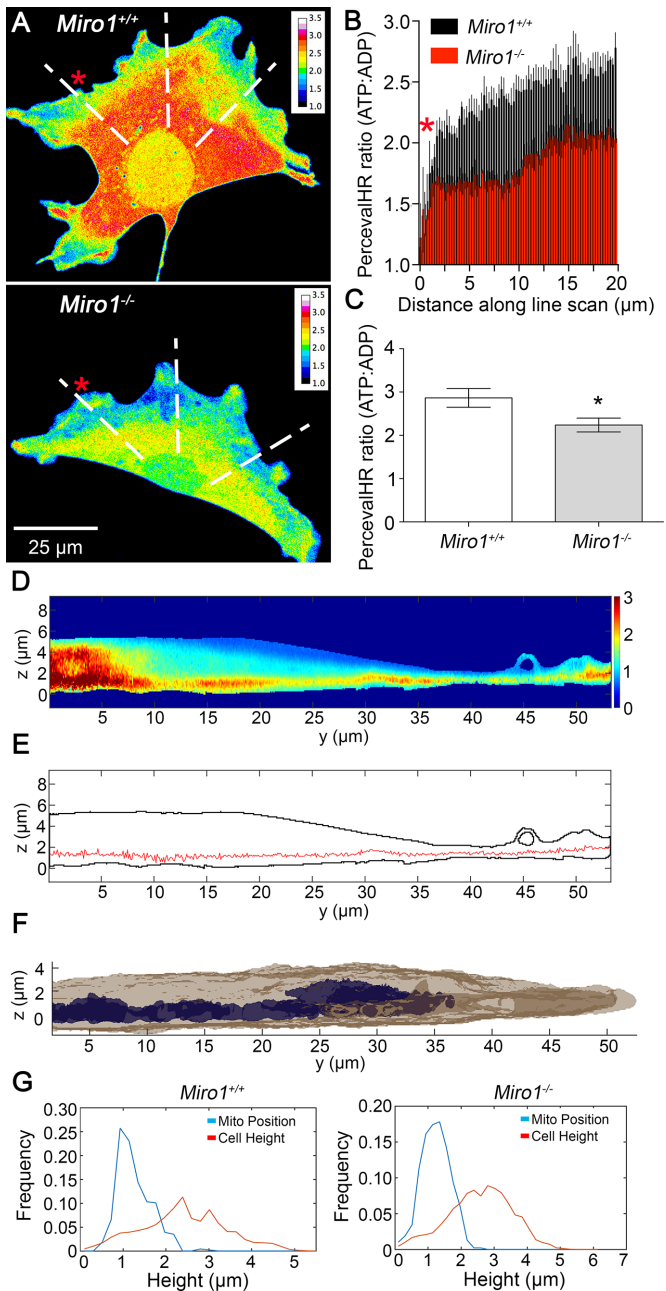 A
Miro1+/+
*
3.5
3.0
2.5
2.0
1.5
1.0
Miro1-/-
*
3.5
3.0
2.5
2.0
1.5
1.0
25 µm
B
Miro1+/+
Miro1-/-
*
PercevalHR ratio (ATP:ADP)
3.0
2.5
2.0
1.5
1.0
0 5 10 15 20
Distance along line scan (µm)
C
PercevalHR ratio (ATP:ADP)
4
3
2
1
0
*
Miro1+/+ Miro1-/-
D
z (µm)
8
6
4
2
0
3
2
1
0
5 10 15 20 25 30 35 40 45 50
y (µm)
E
z (µm)
8
6
4
2
0
5 10 15 20 25 30 35 40 45 50
y (µm)
F
z (µm)
4
2
0
5 10 15 20 25 30 35 40 45 50
y (µm)
G
Miro1+/+
Frequency
0.30
0.25
0.20
0.15
0.10
0.05
0
Mito Position
Cell Height
0 1 2 3 4 5
Height (µm)
Miro1-/-
Frequency
0.20
0.15
0.10
0.05
0
Mito Position
Cell Height
0 1 2 3 4 5 6 7
Height (µm)